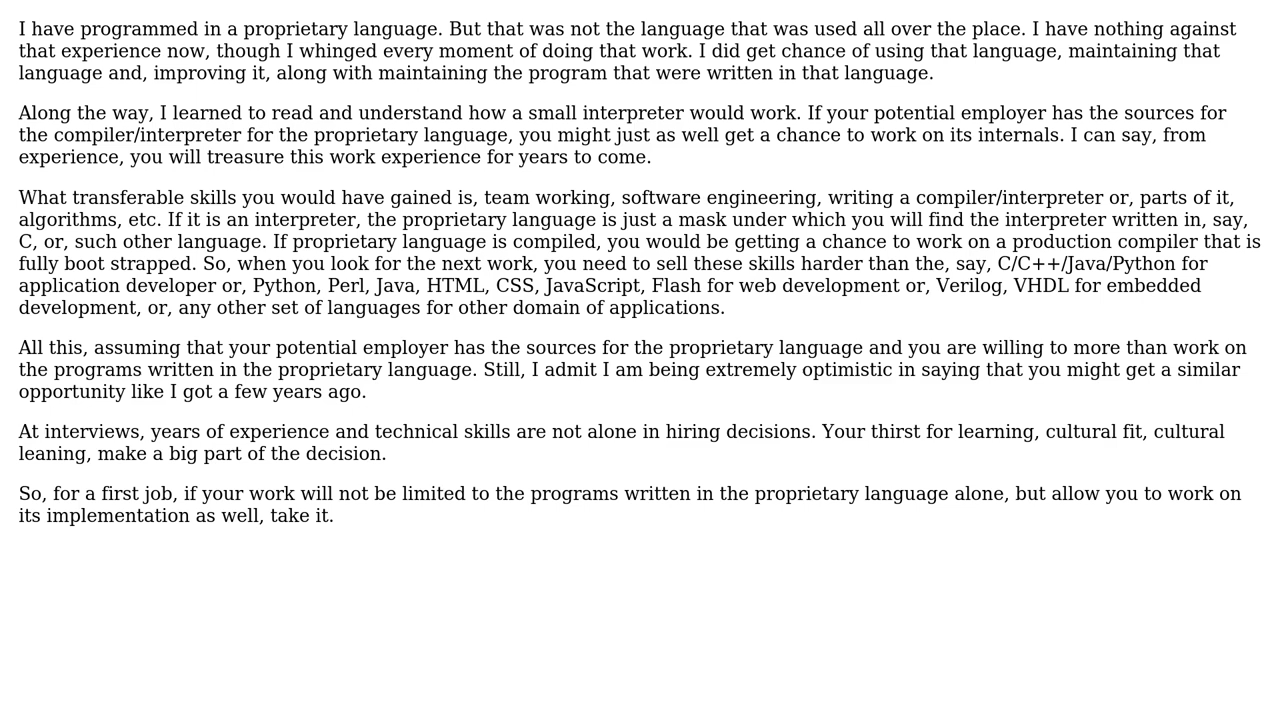 I have programmed in a proprietary language. But that was not the language that was used all over the place. I have nothing against
that experience now, though I whinged every moment of doing that work. I did get chance of using that language, maintaining that
language and, improving it, along with maintaining the program that were written in that language.
Along the way, I learned to read and understand how a small interpreter would work. If your potential employer has the sources for
the compiler/interpreter for the proprietary language, you might just as well get a chance to work on its internals. I can say, from
experience, you will treasure this work experience for years to come.
What transferable skills you would have gained is, team working, software engineering, writing a compiler/interpreter or, parts of it,
algorithms, etc. If it is an interpreter, the proprietary language is just a mask under which you will find the interpreter written in, say,
C, or, such other language. If proprietary language is compiled, you would be getting a chance to work on a production compiler that is
fully boot strapped. So, when you look for the next work, you need to sell these skills harder than the, say, C/C++/Java/Python for
application developer or, Python, Perl, Java, HTML, CSS, JavaScript, Flash for web development or, Verilog, VHDL for embedded
development, or, any other set of languages for other domain of applications.
All this, assuming that your potential employer has the sources for the proprietary language and you are willing to more than work on
the programs written in the proprietary language. Still, I admit I am being extremely optimistic in saying that you might get a similar
opportunity like I got a few years ago.
At interviews, years of experience and technical skills are not alone in hiring decisions. Your thirst for learning, cultural fit, cultural
leaning, make a big part of the decision.
So, for a first job, if your work will not be limited to the programs written in the proprietary language alone, but allow you to work on
its implementation as well, take it.